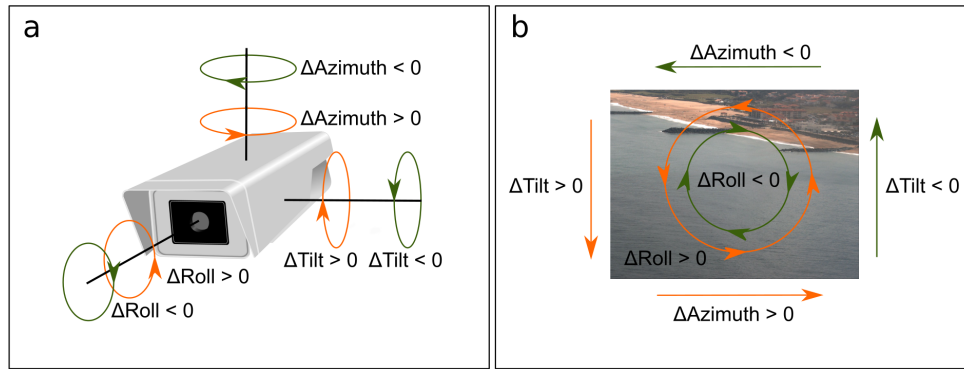 a
ΔAzimuth < 0
ΔAzimuth > 0
ΔTilt > 0
ΔTilt < 0
ΔRoll > 0
ΔRoll < 0
b
ΔAzimuth < 0
ΔTilt > 0
ΔRoll < 0
ΔTilt < 0
ΔRoll > 0
ΔAzimuth > 0